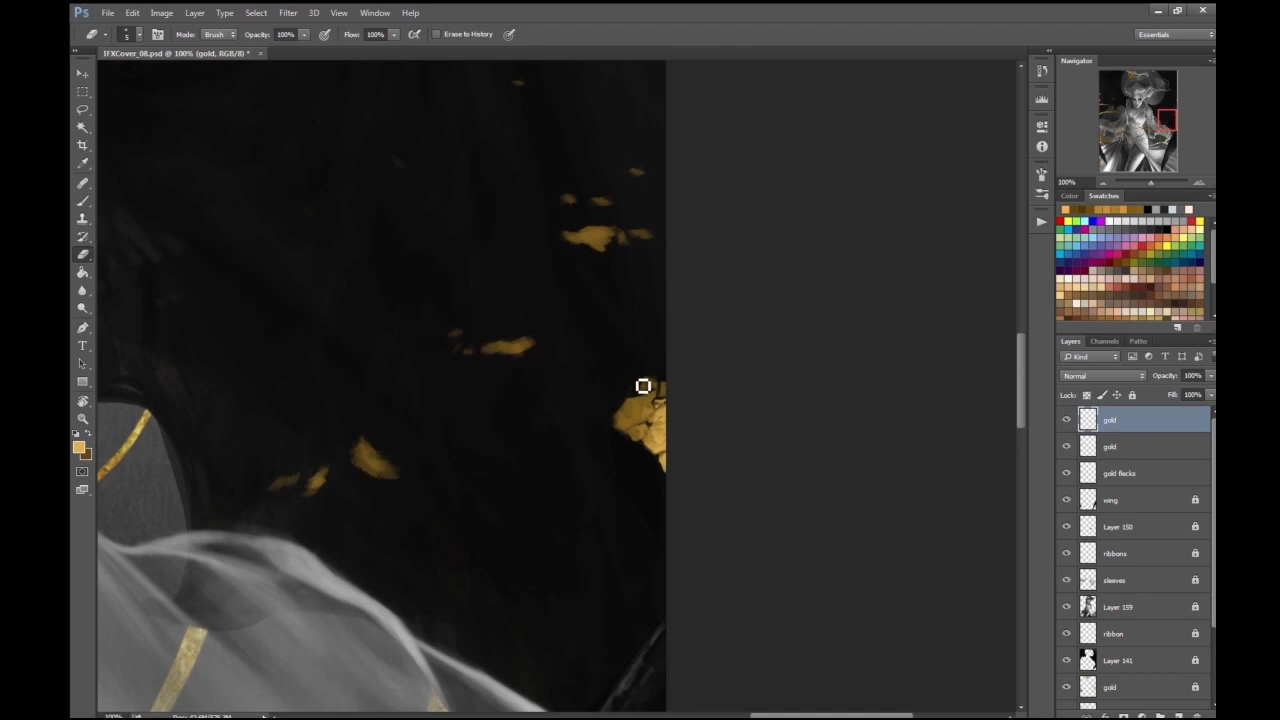 Ps File Edit Image Layer Type Select Filter 3D View Window Help
5 Mode: Brush Opacity: 100% Flow: 100% Erase to History Essentials
IFXCover_08.psd @ 100% (gold, RGB/8) * ×
Navigator
100%
Color Swatches
Layers Channels Paths
Kind
Normal Opacity: 100%
Lock: Fill: 100%
gold
gold
gold flecks
wing
Layer 150
ribbons
sleeves
Layer 159
ribbon
Layer 141
gold